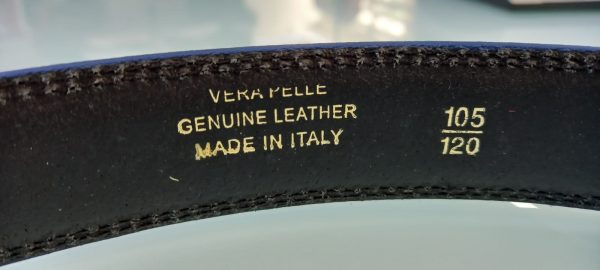 VERA PELLE
GENUINE LEATHER
MADE IN ITALY
105
120